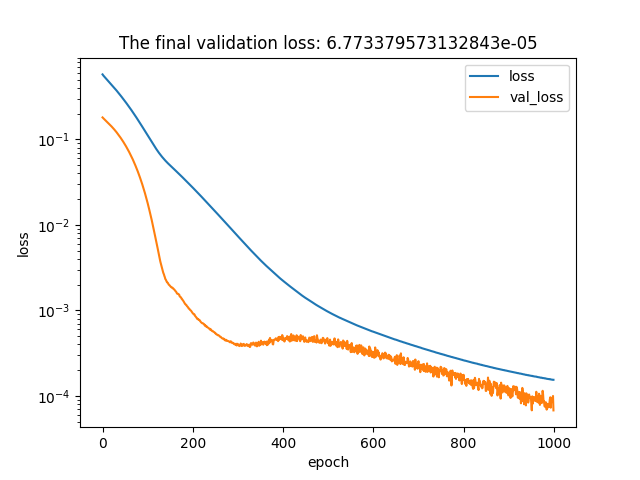 The final validation loss: 6.773379573132843e-05
loss
val_loss
10⁻¹
10⁻²
10⁻³
10⁻⁴
loss
0 200 400 600 800 1000
epoch